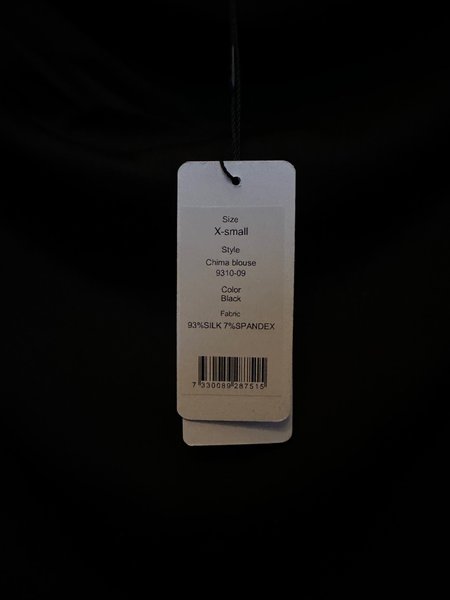 Size
X-small
Style
Chima blouse
9310-09
Color
Black
Fabric
93%SILK 7%SPANDEX
7 330089 287515